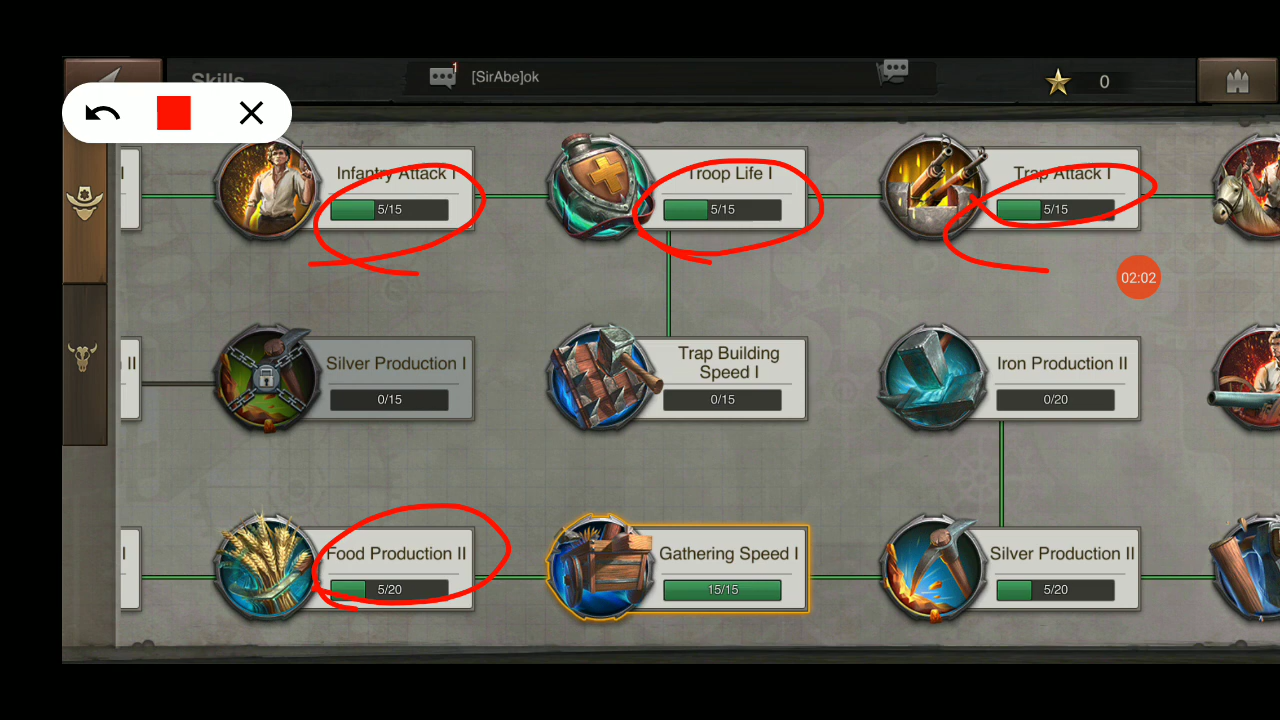 Skills
1
[SirAbe]ok
0
I
Infantry Attack I
5/15
Troop Life I
5/15
Trap Attack I
5/15
02:02
II
Silver Production I
0/15
Trap Building
Speed I
0/15
Iron Production II
0/20
I
Food Production II
5/20
Gathering Speed I
15/15
Silver Production II
5/20